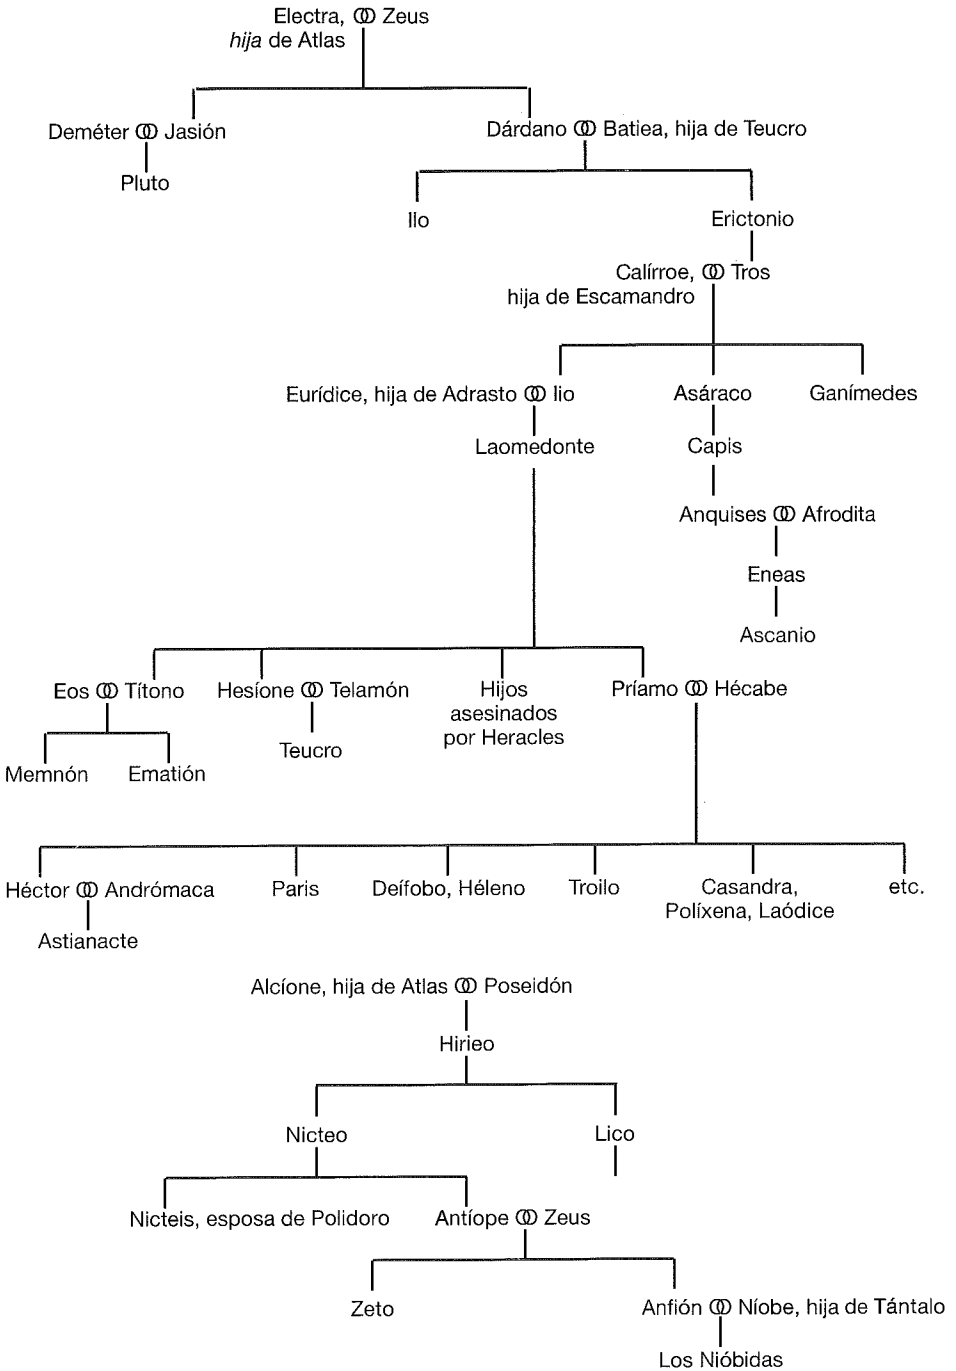 Electra, ⚭ Zeus
hija de Atlas
Deméter ⚭ Jasión
Dárdano ⚭ Batiea, hija de Teucro
Pluto
Ilo
Erictonio
Calírroe, ⚭ Tros
hija de Escamandro
Eurídice, hija de Adrasto ⚭ Ilo
Asáraco
Ganímedes
Laomedonte
Capis
Anquises ⚭ Afrodita
Eneas
Ascanio
Eos ⚭ Títono
Hesíone ⚭ Telamón
Hijos
asesinados
por Heracles
Príamo ⚭ Hécabe
Teucro
Memnón
Ematión
Héctor ⚭ Andrómaca
Paris
Deífobo, Héleno
Troilo
Casandra,
Políxena, Laódice
etc.
Astianacte
Alcíone, hija de Atlas ⚭ Poseidón
Hirieo
Nicteo
Lico
Nicteis, esposa de Polidoro
Antíope ⚭ Zeus
Zeto
Anfión ⚭ Níobe, hija de Tántalo
Los Nióbidas